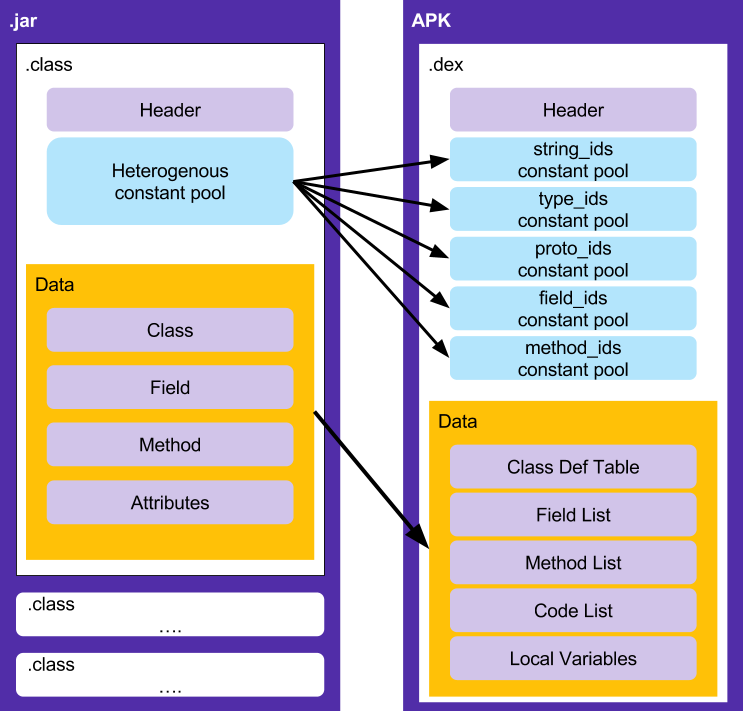 .jar
.class
Header
Heterogenous
constant pool
Data
Class
Field
Method
Attributes
.class
....
.class
....
APK
.dex
Header
string_ids
constant pool
type_ids
constant pool
proto_ids
constant pool
field_ids
constant pool
method_ids
constant pool
Data
Class Def Table
Field List
Method List
Code List
Local Variables